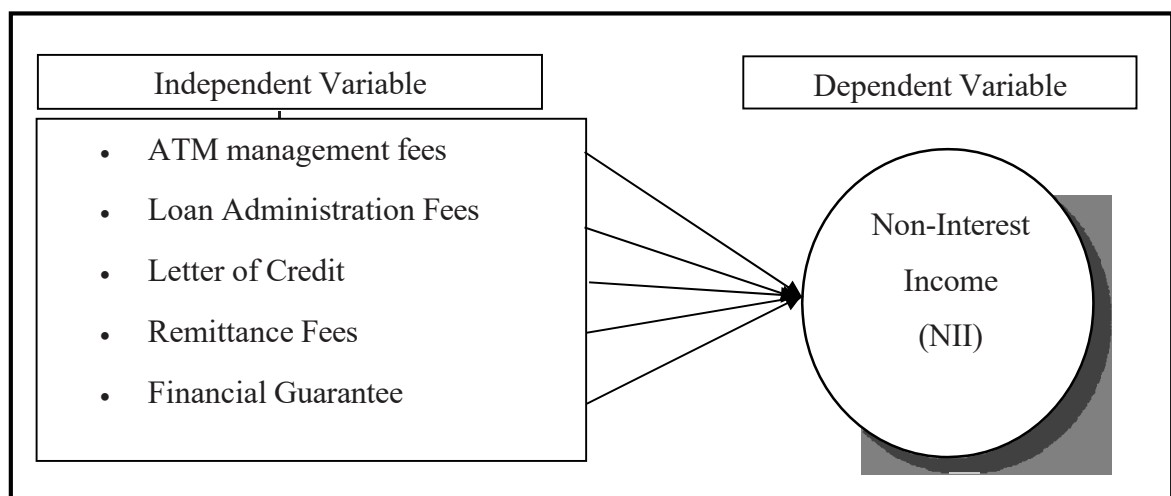 Independent Variable
Dependent Variable
• ATM management fees
• Loan Administration Fees
• Letter of Credit
• Remittance Fees
• Financial Guarantee
Non-Interest
Income
(NII)